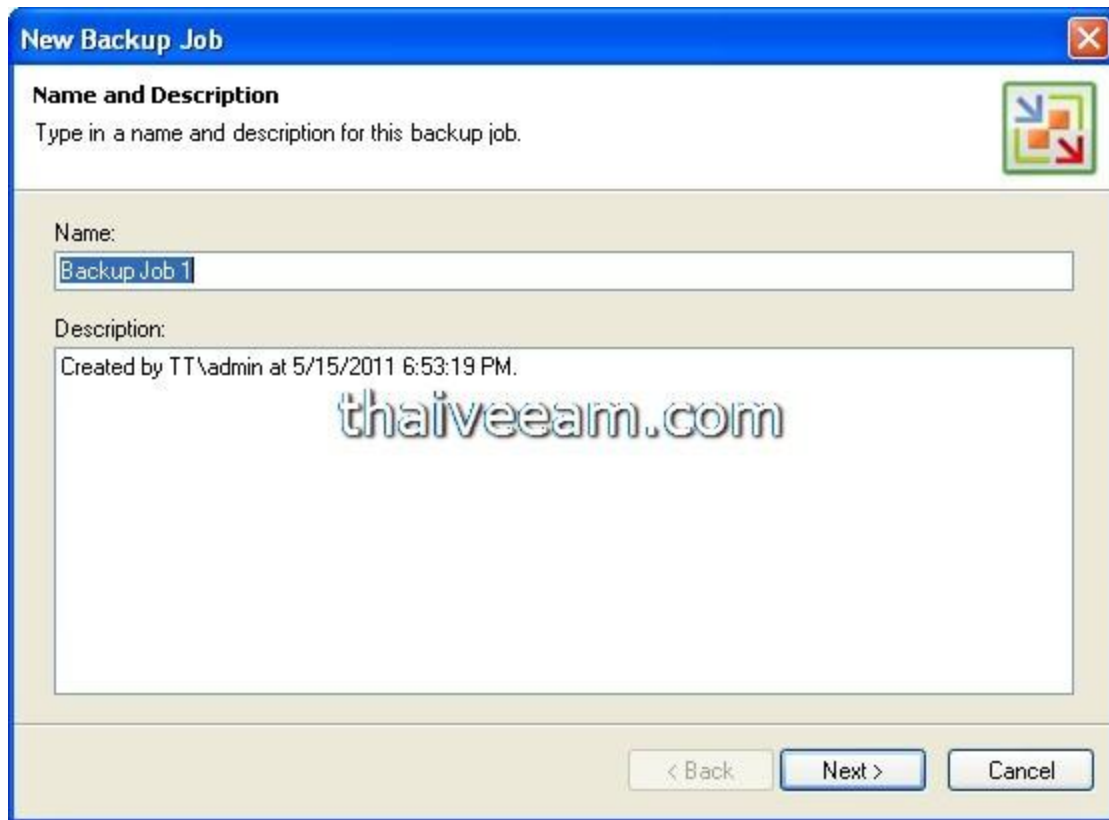 New Backup Job
Name and Description
Type in a name and description for this backup job.
Name:
Backup Job 1
Description:
Created by TT\admin at 5/15/2011 6:53:19 PM.
thaiveeam.com
< Back
Next >
Cancel